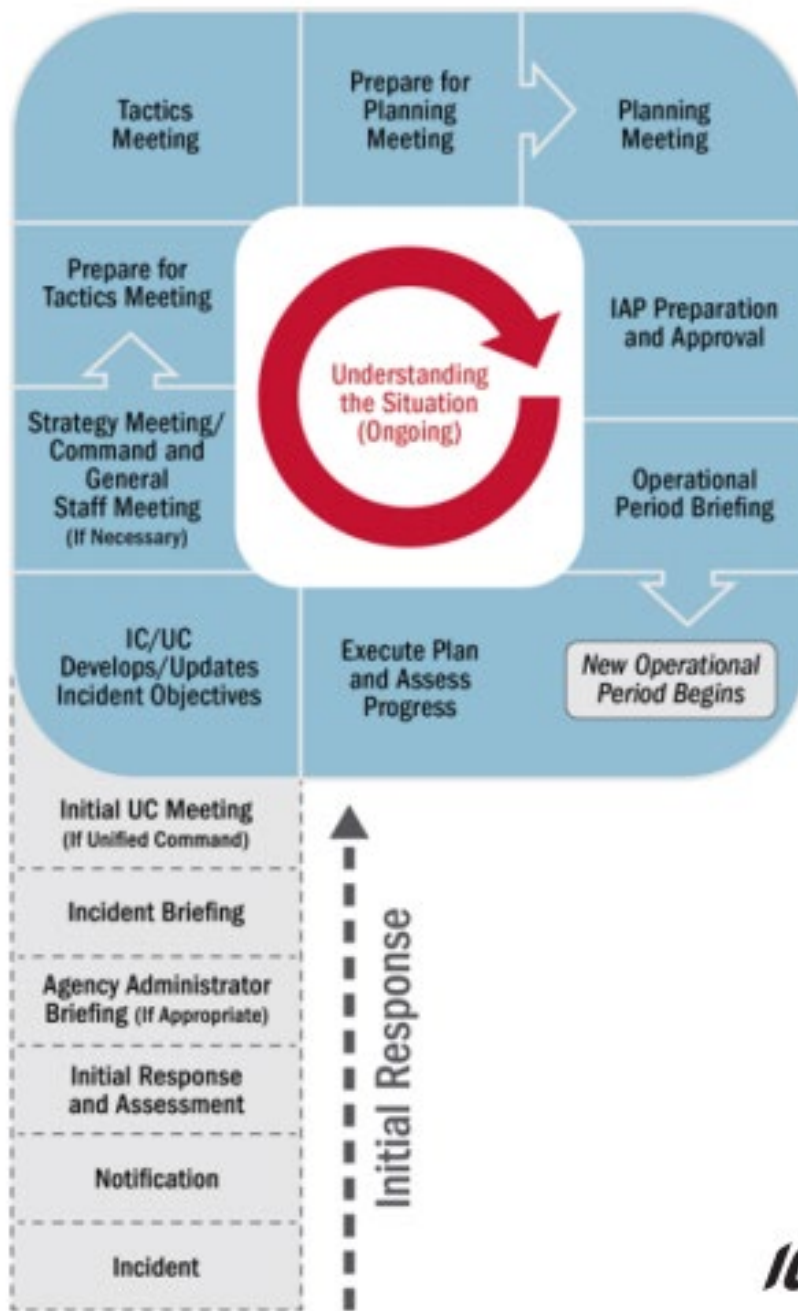 Tactics
Meeting
Prepare for
Planning
Meeting
Planning
Meeting
Prepare for
Tactics Meeting
Understanding
the Situation
(Ongoing)
IAP Preparation
and Approval
Strategy Meeting/
Command and
General
Staff Meeting
(If Necessary)
Operational
Period Briefing
IC/UC
Develops/Updates
Incident Objectives
Execute Plan
and Assess
Progress
New Operational
Period Begins
Initial UC Meeting
(If Unified Command)
Incident Briefing
Agency Administrator
Briefing (If Appropriate)
Initial Response
and Assessment
Notification
Incident
Initial Response